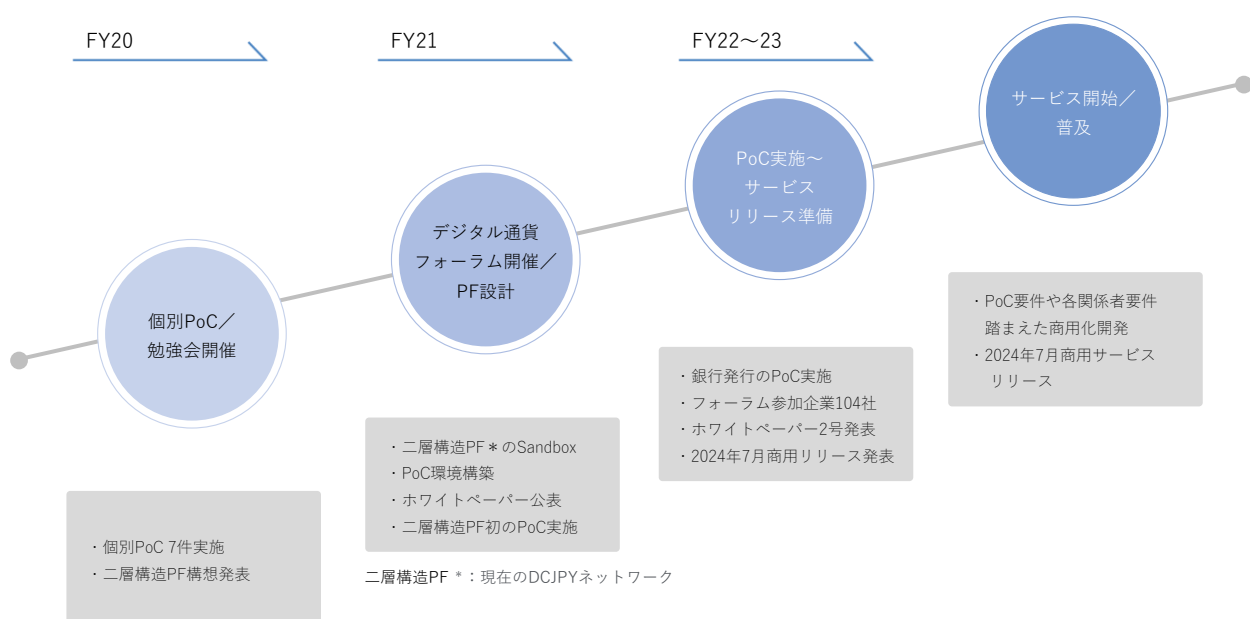 FY20
FY21
FY22～23
個別PoC／
勉強会開催
デジタル通貨
フォーラム開催／
PF設計
PoC実施～
サービス
リリース準備
サービス開始／
普及
・個別PoC 7件実施
・二層構造PF構想発表
・二層構造PF＊のSandbox
・PoC環境構築
・ホワイトペーパー公表
・二層構造PF初のPoC実施
・銀行発行のPoC実施
・フォーラム参加企業104社
・ホワイトペーパー2号発表
・2024年7月商用リリース発表
・PoC要件や各関係者要件
踏まえた商用化開発
・2024年7月商用サービス
リリース
二層構造PF *：現在のDCJPYネットワーク